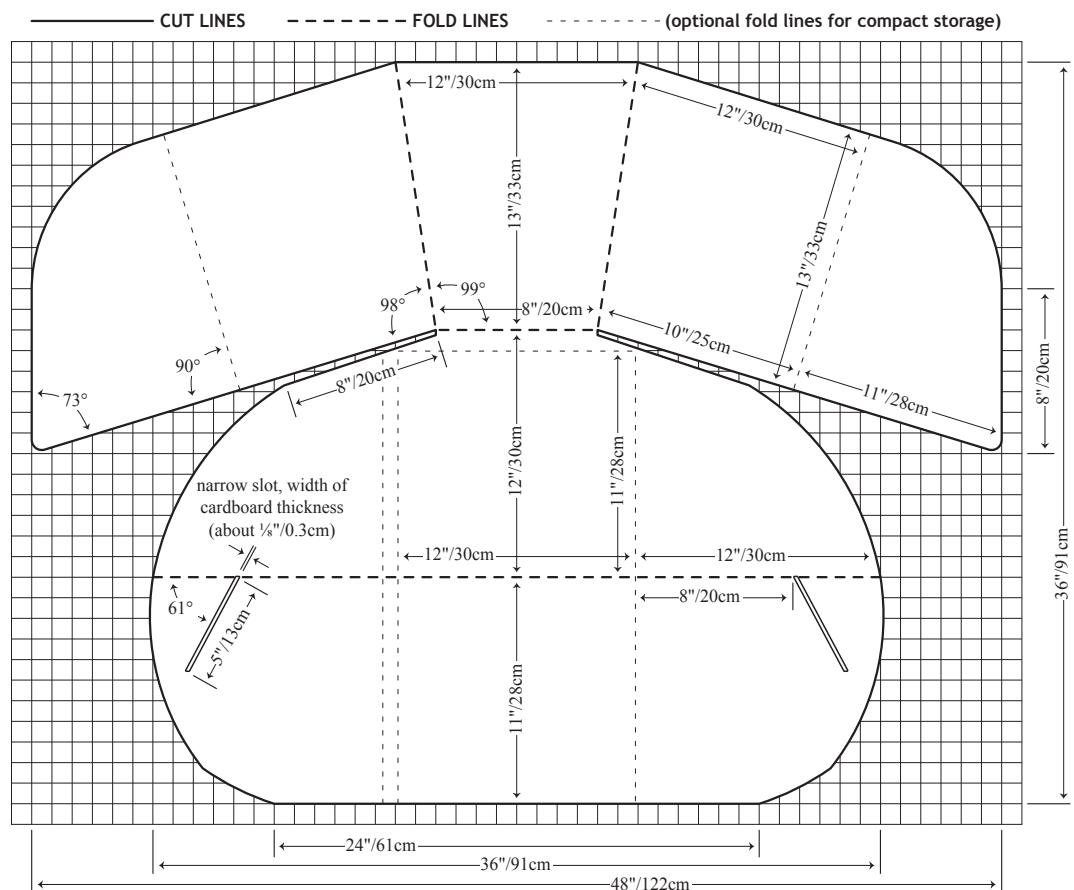 CUT LINES FOLD LINES (optional fold lines for compact storage)
12"/30cm
12"/30cm
13"/33cm
13"/33cm
98°
99°
8"/20cm
10"/25cm
90°
8"/20cm
11"/28cm
8"/20cm
73°
12"/30cm
11"/28cm
narrow slot, width of
cardboard thickness
(about ⅛"/0.3cm)
12"/30cm
12"/30cm
36"/91cm
61°
5"/13cm
8"/20cm
11"/28cm
24"/61cm
36"/91cm
48"/122cm